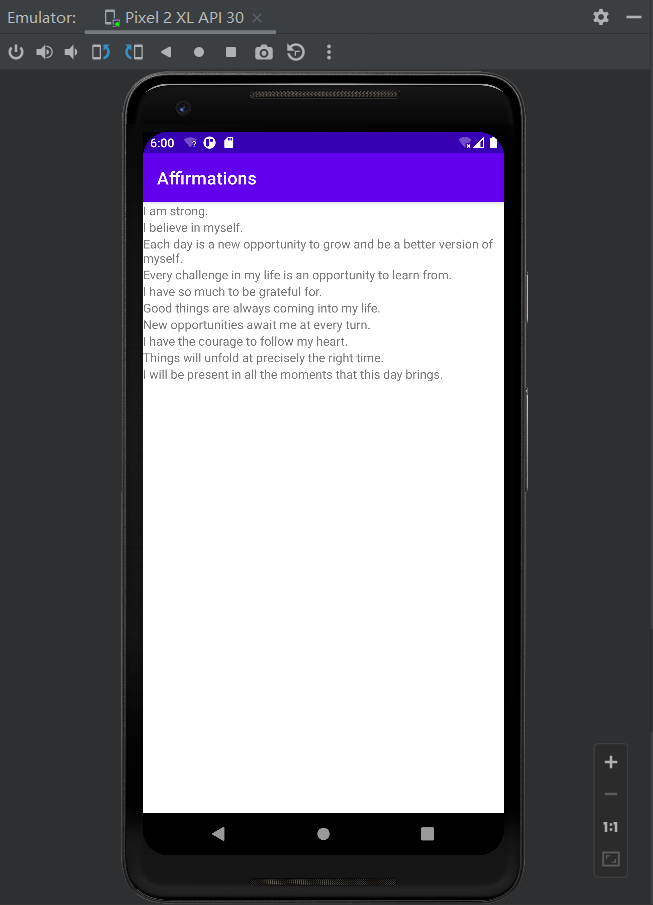 Emulator: Pixel 2 XL API 30
6:00
Affirmations
I am strong.
I believe in myself.
Each day is a new opportunity to grow and be a better version of
myself.
Every challenge in my life is an opportunity to learn from.
I have so much to be grateful for.
Good things are always coming into my life.
New opportunities await me at every turn.
I have the courage to follow my heart.
Things will unfold at precisely the right time.
I will be present in all the moments that this day brings.
1:1